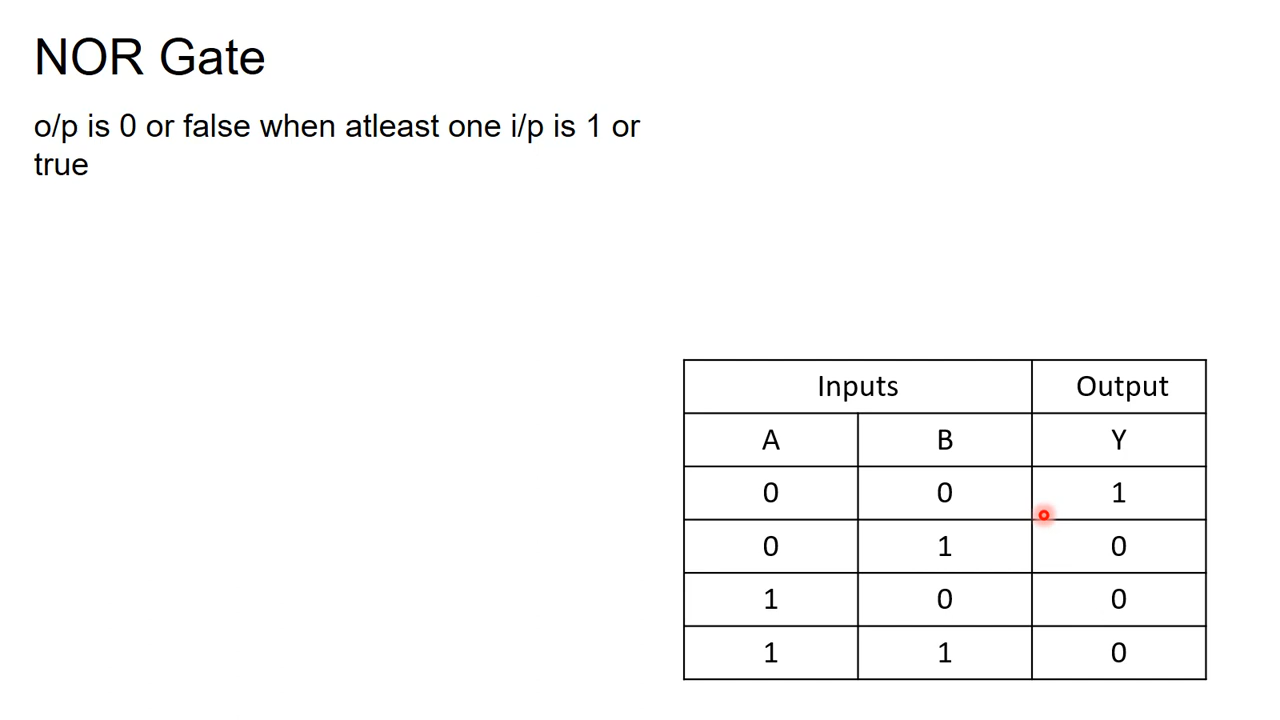 NOR Gate
o/p is 0 or false when atleast one i/p is 1 or
true
Inputs Output
A B Y
0 0 1
0 1 0
1 0 0
1 1 0